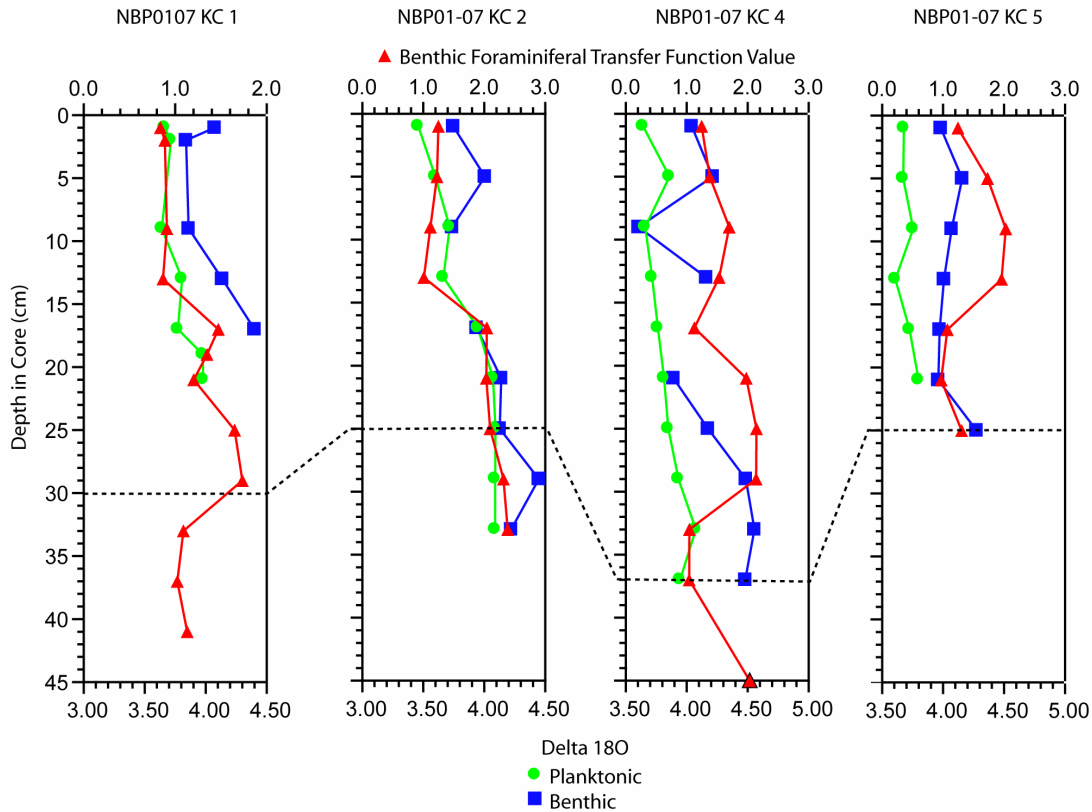 NBP0107 KC 1 NBP01-07 KC 2 NBP01-07 KC 4 NBP01-07 KC 5
Benthic Foraminiferal Transfer Function Value
0.0 1.0 2.0 0.0 1.0 2.0 3.0 0.0 1.0 2.0 3.0 0.0 1.0 2.0 3.0
0
5
10
15
20
25
30
35
40
45
Depth in Core (cm)
3.00 4.00 4.50 3.00 4.00 4.50 3.50 4.00 4.50 5.00 3.50 4.00 4.50 5.00
Delta 18O
Planktonic
Benthic